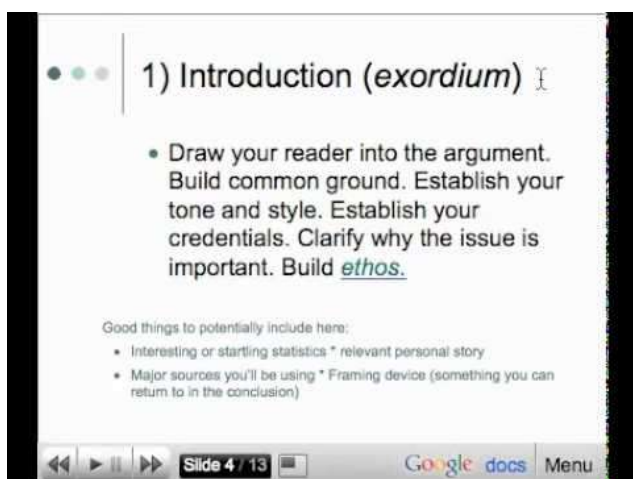 1) Introduction (exordium)
• Draw your reader into the argument.
Build common ground. Establish your
tone and style. Establish your
credentials. Clarify why the issue is
important. Build ethos.
Good things to potentially include here:
• Interesting or startling statistics * relevant personal story
• Major sources you'll be using * Framing device (something you can
return to in the conclusion)
Slide 4 / 13 Google docs Menu